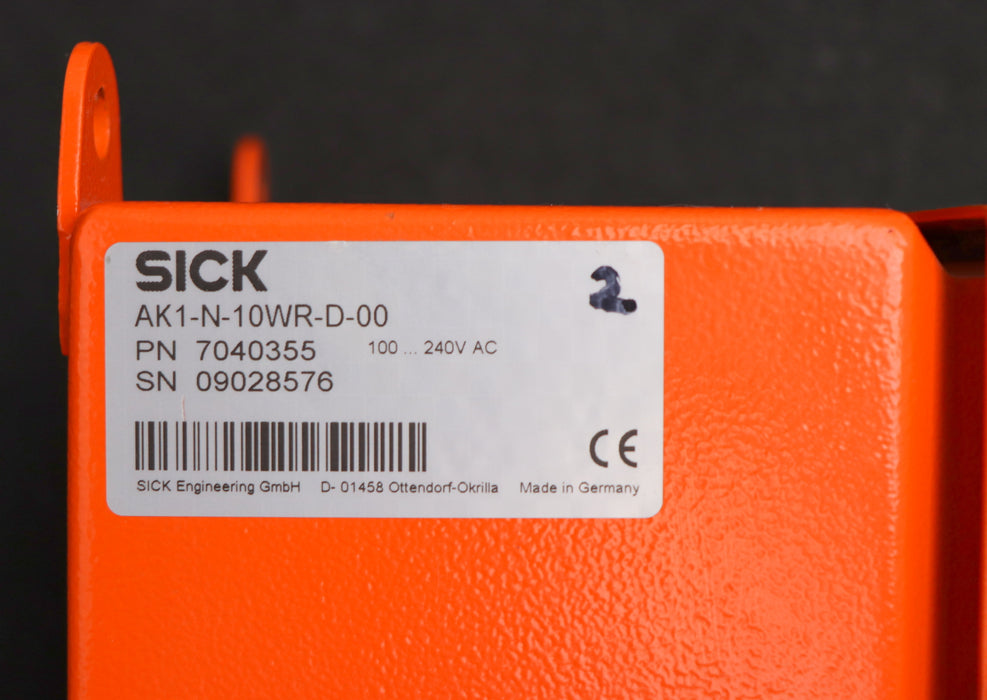 SICK
2
AK1-N-10WR-D-00
PN 7040355 100 ... 240V AC
SN 09028576
CE
SICK Engineering GmbH D- 01458 Ottendorf-Okrilla Made in Germany